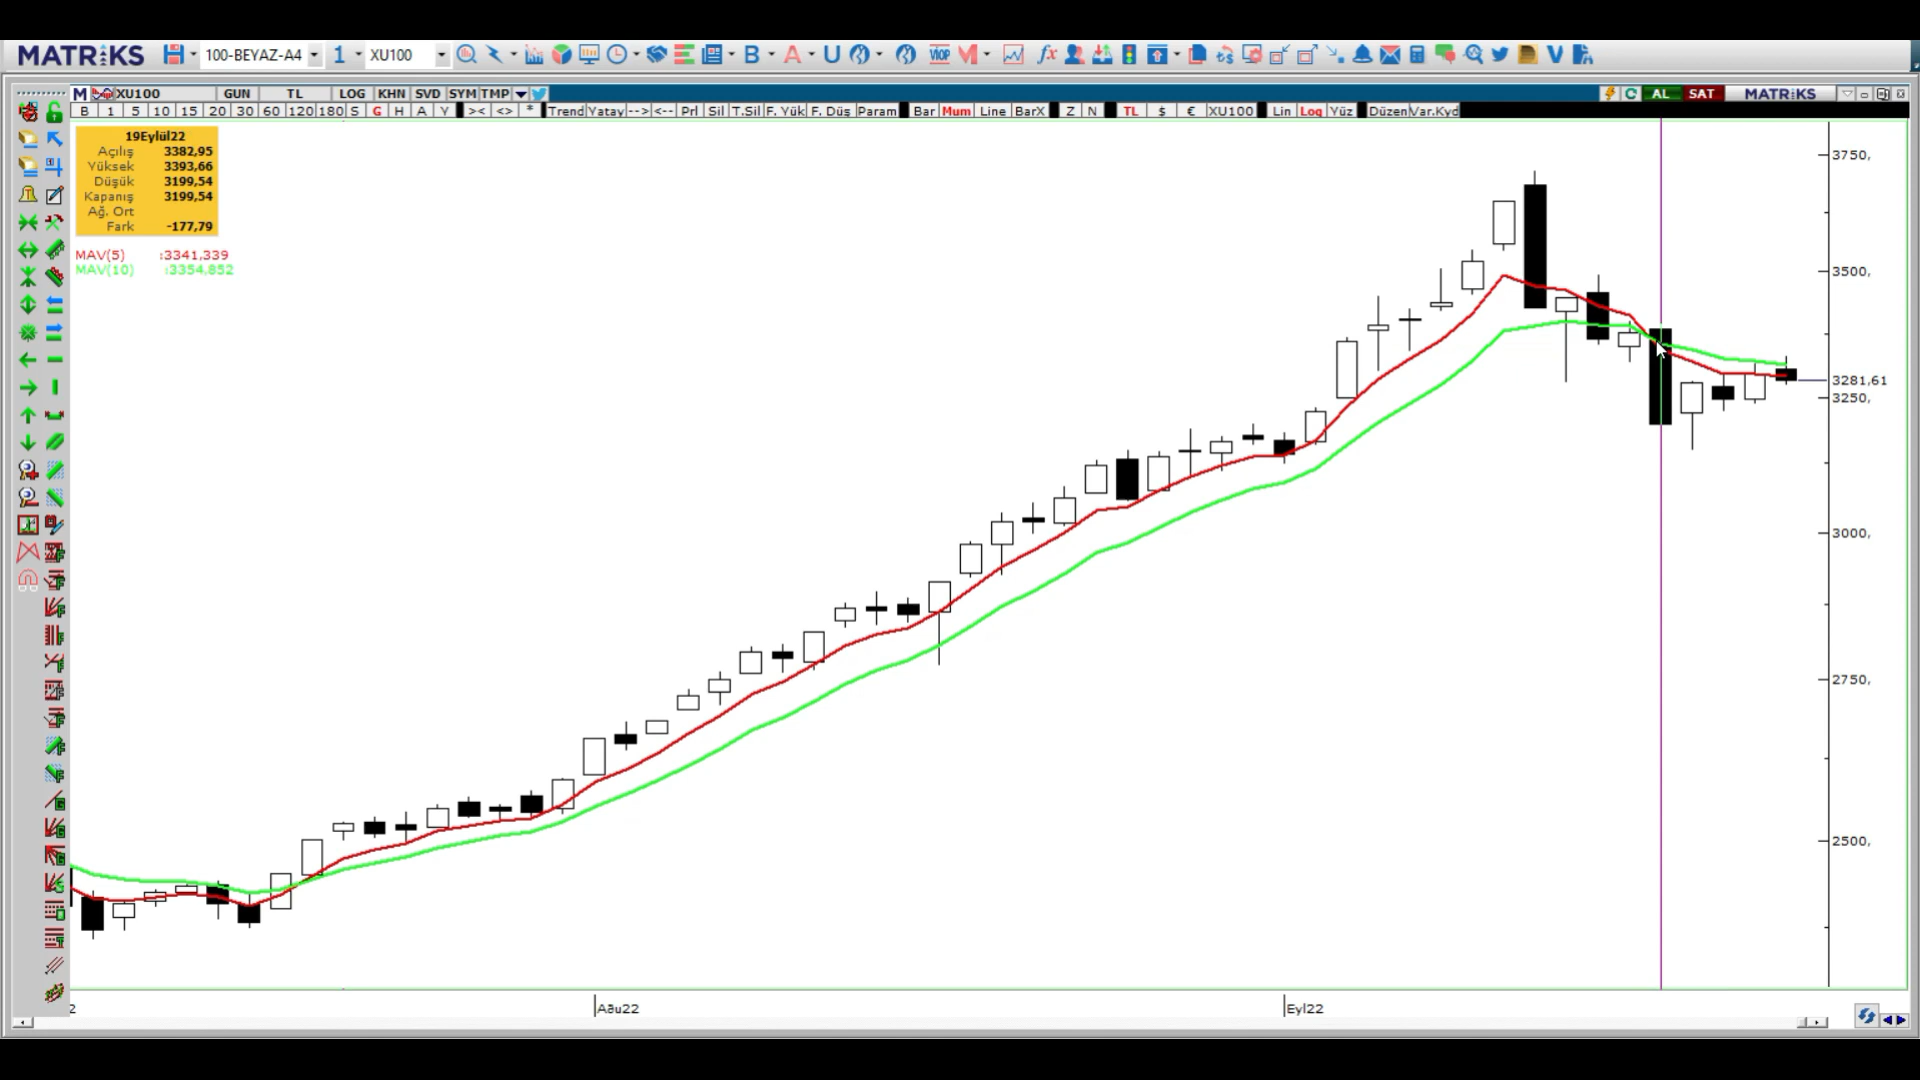 MATRİKS 100-BEYAZ-A4 1 XU100 B A U VIOP M fx V
M XU100 GUN TL LOG KHN SVD SYM TMP AL SAT MATRİKS
B 1 5 10 15 20 30 60 120 180 S G H A Y >< <> * Trend Yatay --> <-- Prl Sil T.Sil F. Yük F. Düş Param Bar Mum Line BarX Z N TL $ € XU100 Lin Log Yüz Düzen Var.Kyd
19Eylül22
Açılış 3382,95
Yüksek 3393,66
Düşük 3199,54
Kapanış 3199,54
Ağ. Ort
Fark -177,79
MAV(5) :3341,339
MAV(10) :3354,852
3750,
3500,
3281,61
3250,
3000,
2750,
2500,
2 Ağu22 Eyl22